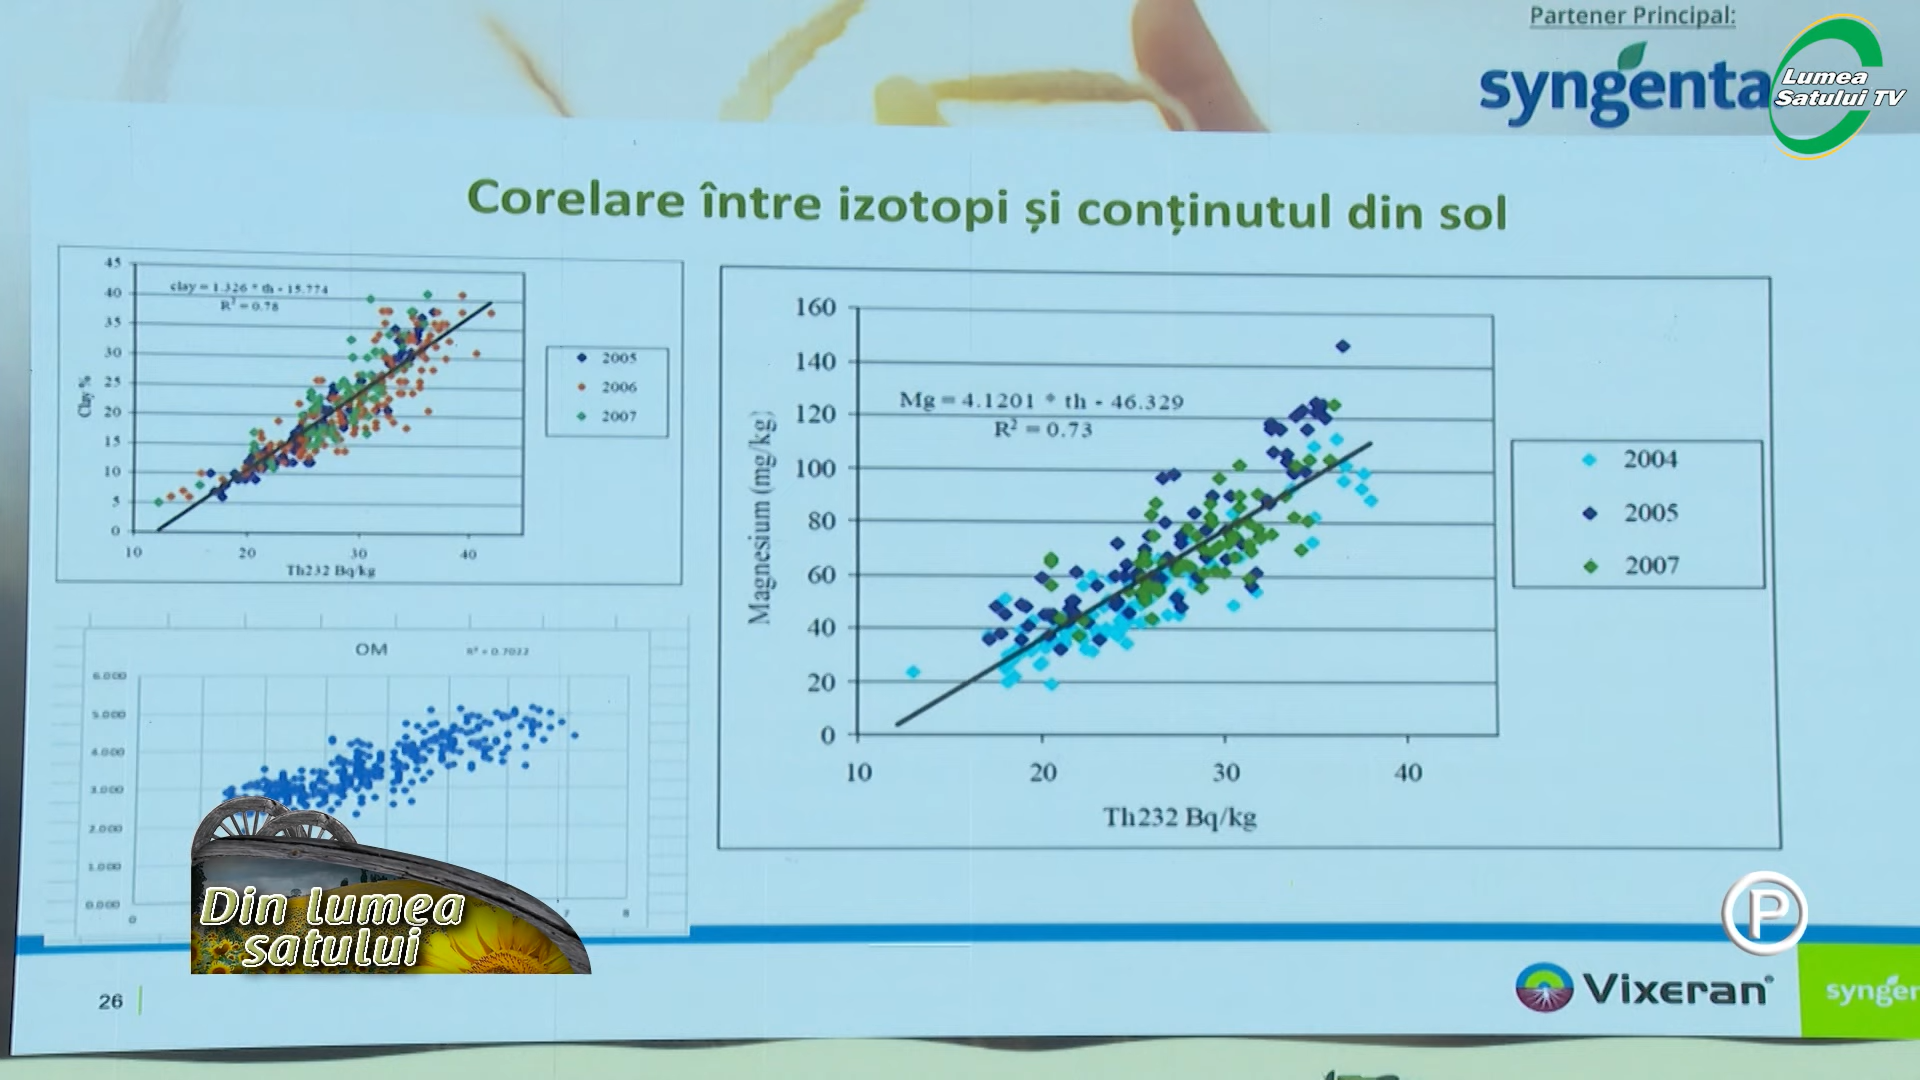 Partener Principal:
syngenta
Lumea
Satului TV
Corelare între izotopi și conținutul din sol
45
40
35
30
25
20
15
10
5
0
clay = 1.326 * th - 15.774
R² = 0.78
Clay %
10 20 30 40
Th232 Bq/kg
2005
2006
2007
OM
R² = 0.7022
6.000
5.000
4.000
3.000
2.000
1.000
0.000
0 7 8
160
140
120
100
80
60
40
20
0
Mg = 4.1201 * th - 46.329
R² = 0.73
Magnesium (mg/kg)
10 20 30 40
Th232 Bq/kg
2004
2005
2007
Din lumea
satului
P
26
Vixeran®
syngen